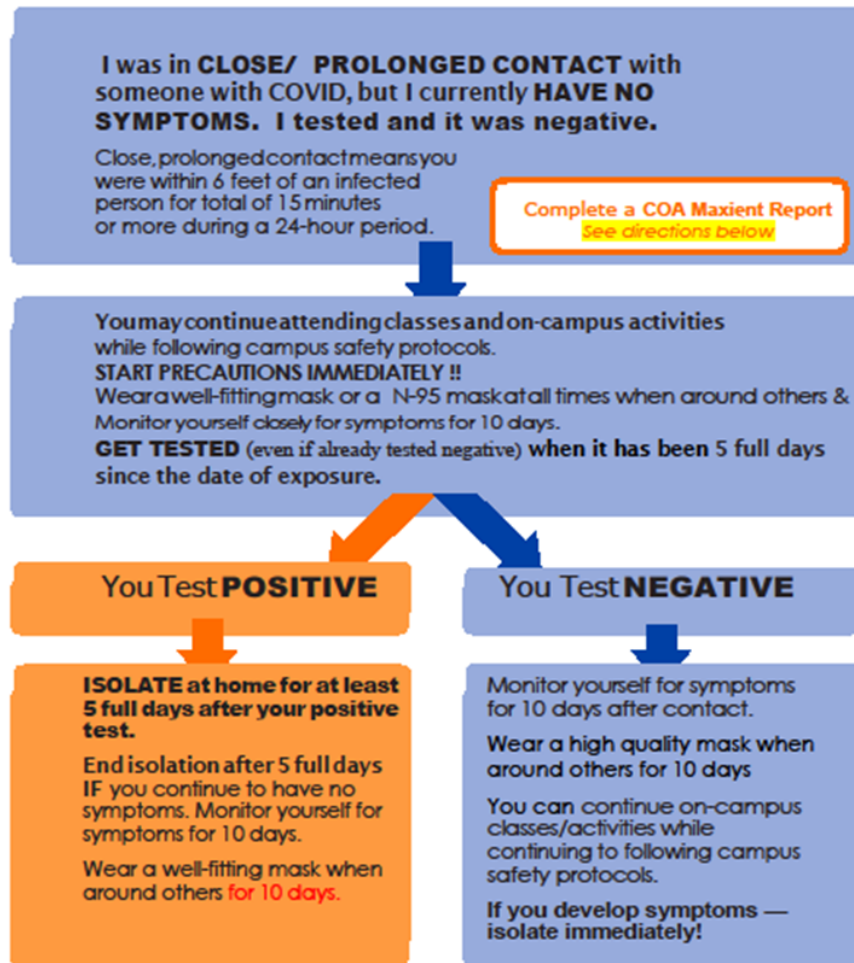 I was in CLOSE/ PROLONGED CONTACT with
someone with COVID, but I currently HAVE NO
SYMPTOMS. I tested and it was negative.
Close, prolonged contact means you
were within 6 feet of an infected
person for total of 15 minutes
or more during a 24-hour period.
Complete a COA Maxient Report
See directions below
You may continue attending classes and on-campus activities
while following campus safety protocols.
START PRECAUTIONS IMMEDIATELY !!
Wear a well-fitting mask or a N-95 mask at all times when around others &
Monitor yourself closely for symptoms for 10 days.
GET TESTED (even if already tested negative) when it has been 5 full days
since the date of exposure.
You Test POSITIVE
ISOLATE at home for at least
5 full days after your positive
test.
End isolation after 5 full days
IF you continue to have no
symptoms. Monitor yourself for
symptoms for 10 days.
Wear a well-fitting mask when
around others for 10 days.
You Test NEGATIVE
Monitor yourself for symptoms
for 10 days after contact.
Wear a high quality mask when
around others for 10 days
You can continue on-campus
classes/activities while
continuing to following campus
safety protocols.
If you develop symptoms —
isolate immediately!